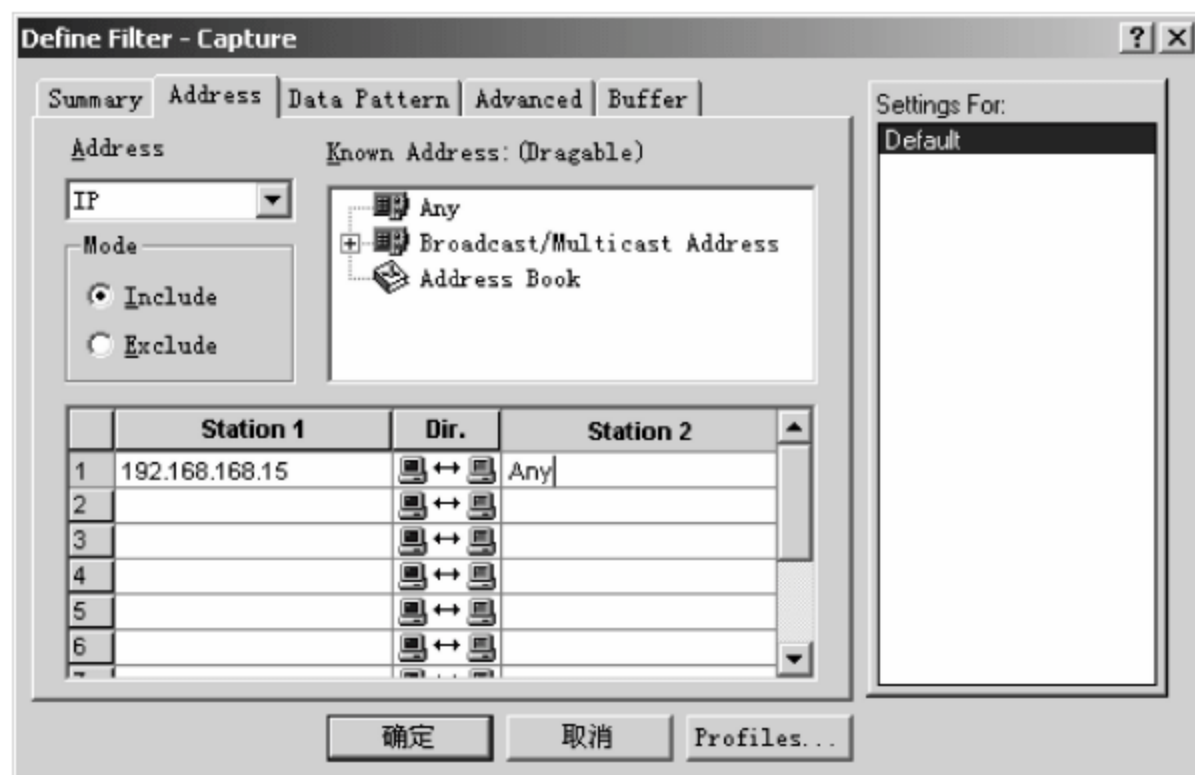 Define Filter - Capture
Summary Address Data Pattern Advanced Buffer
Address
IP
Mode
Include
Exclude
Known Address:(Dragable)
Any
Broadcast/Multicast Address
Address Book
Station 1 Dir. Station 2
1 192.168.168.15 Any
2
3
4
5
6
Settings For:
Default
确定 取消 Profiles...